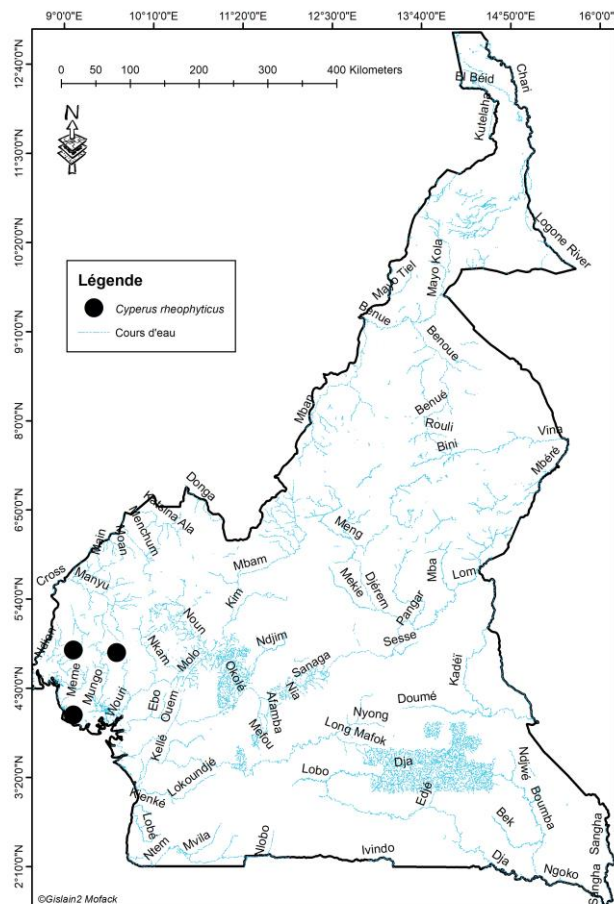 9°0'0"E 10°10'0"E 11°20'0"E 12°30'0"E 13°40'0"E 14°50'0"E 16°0'0"E
12°40'0"N
11°30'0"N
10°20'0"N
9°10'0"N
8°0'0"N
6°50'0"N
5°40'0"N
4°30'0"N
3°20'0"N
2°10'0"N
0 50 100 200 300 400 Kilometers
N
Légende
Cyperus rheophyticus
Cours d'eau
El Béid
Chari
Kutelaha
Logone River
Mayo Tiel
Mayo Kola
Bénue
Benoue
Benué
Rouli
Bini
Vina
Mbéré
Mban
Donga
Katsina Ala
Menchum
Moan
Main
Cross
Manyu
Meng
Mbam
Mekie
Djérem
Mba
Lom
Pangar
Kim
Noun
Ndjim
Sesse
Ndian
Nkam
Molo
Okolé
Sanaga
Nia
Kadéï
Meme
Mungo
Nouri
Ebo
Ouem
Afamba
Mefou
Doumé
Nyong
Long Mafok
Kellé
Lokoundjé
Lobo
Dja
Edjé
Ndjwé
Boumba
Kienké
Lobé
Ntem
Mvila
Nlobo
Ivindo
Bek
Dja
Ngoko
Sangha
Sangha
©Gislain2 Mofack